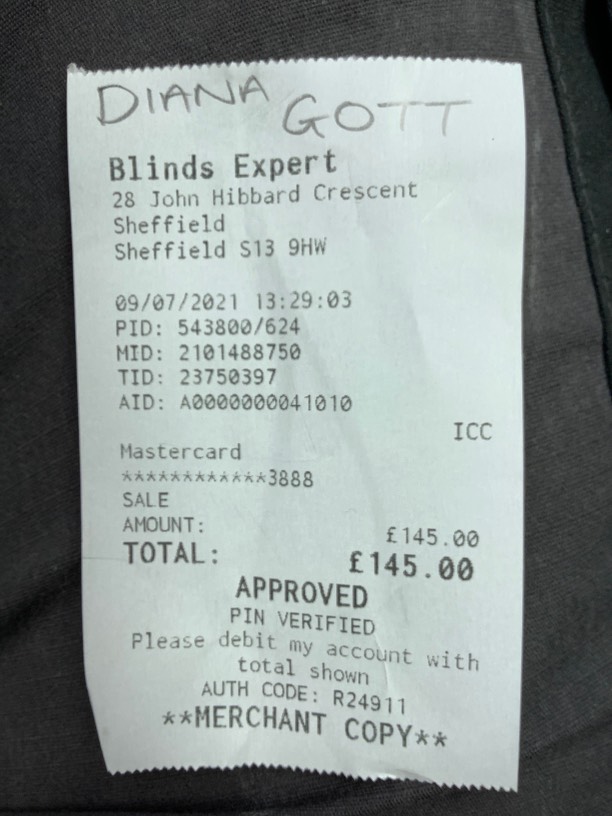 DIANA GOTT
Blinds Expert
28 John Hibbard Crescent
Sheffield
Sheffield S13 9HW
09/07/2021 13:29:03
PID: 543800/624
MID: 2101488750
TID: 23750397
AID: A0000000041010
ICC
Mastercard
************3888
SALE
AMOUNT: £145.00
TOTAL: £145.00
APPROVED
PIN VERIFIED
Please debit my account with
total shown
AUTH CODE: R24911
**MERCHANT COPY**